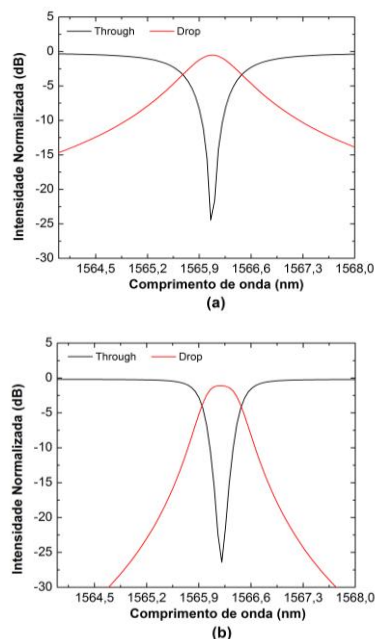 5
Through Drop
0
-5
-10
-15
-20
-25
-30
Intensidade Normalizada (dB)
1564,5 1565,2 1565,9 1566,6 1567,3 1568,0
Comprimento de onda (nm)
(a)
5
Through Drop
0
-5
-10
-15
-20
-25
-30
Intensidade Normalizada (dB)
1564,5 1565,2 1565,9 1566,6 1567,3 1568,0
Comprimento de onda (nm)
(b)